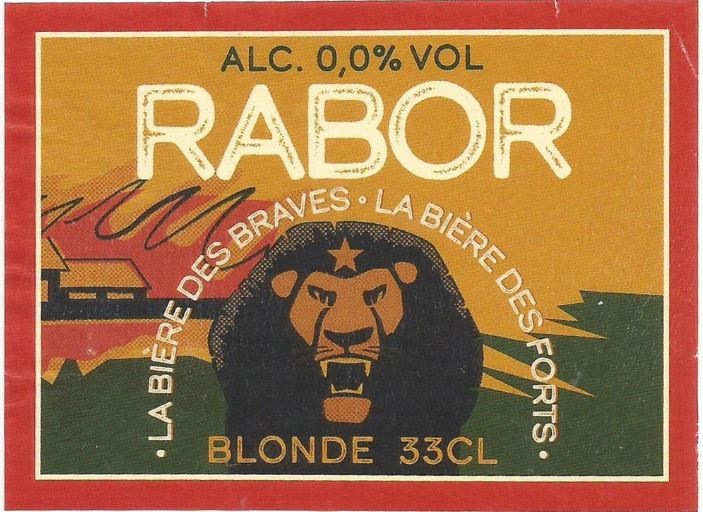 ALC. 0,0% VOL
RABOR
· LA BIÈRE DES BRAVES · LA BIÈRE DES FORTS ·
BLONDE 33CL